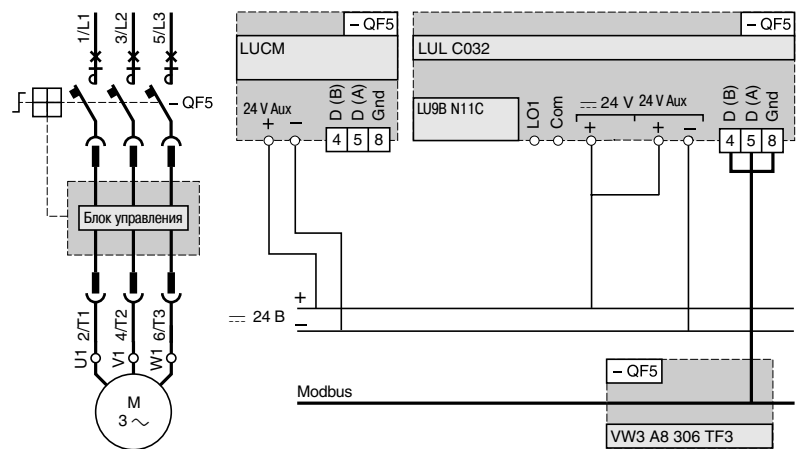 1/L1 3/L2 5/L3
– QF5
Блок управления
2/T1 4/T2 6/T3
U1 V1 W1
M
3 ~
– QF5
LUCM
24 V Aux
+ –
D (B) D (A) Gnd
4 5 8
– QF5
LUL C032
LU9B N11C
LO1 Com
⎓ 24 V 24 V Aux
+ + –
D (B) D (A) Gnd
4 5 8
+
⎓ 24 В
–
Modbus
– QF5
VW3 A8 306 TF3